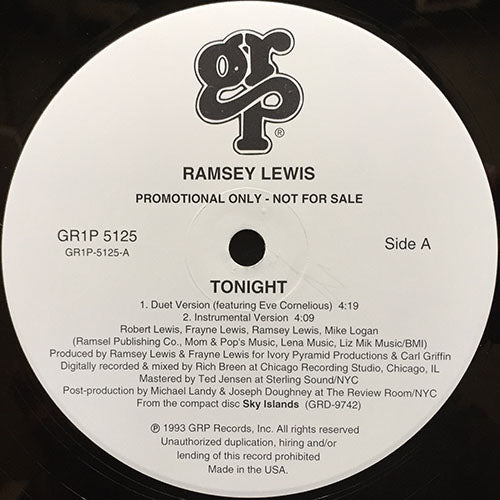 grp®
RAMSEY LEWIS
PROMOTIONAL ONLY - NOT FOR SALE
GR1P 5125
GR1P-5125-A
Side A
TONIGHT
1. Duet Version (featuring Eve Cornelious) 4:19
2. Instrumental Version 4:09
Robert Lewis, Frayne Lewis, Ramsey Lewis, Mike Logan
(Ramsel Publishing Co., Mom & Pop's Music, Lena Music, Liz Mik Music/BMI)
Produced by Ramsey Lewis & Frayne Lewis for Ivory Pyramid Productions & Carl Griffin
Digitally recorded & mixed by Rich Breen at Chicago Recording Studio, Chicago, IL
Mastered by Ted Jensen at Sterling Sound/NYC
Post-production by Michael Landy & Joseph Doughney at The Review Room/NYC
From the compact disc Sky Islands (GRD-9742)
℗ 1993 GRP Records, Inc. All rights reserved
Unauthorized duplication, hiring and/or
lending of this record prohibited
Made in the USA.